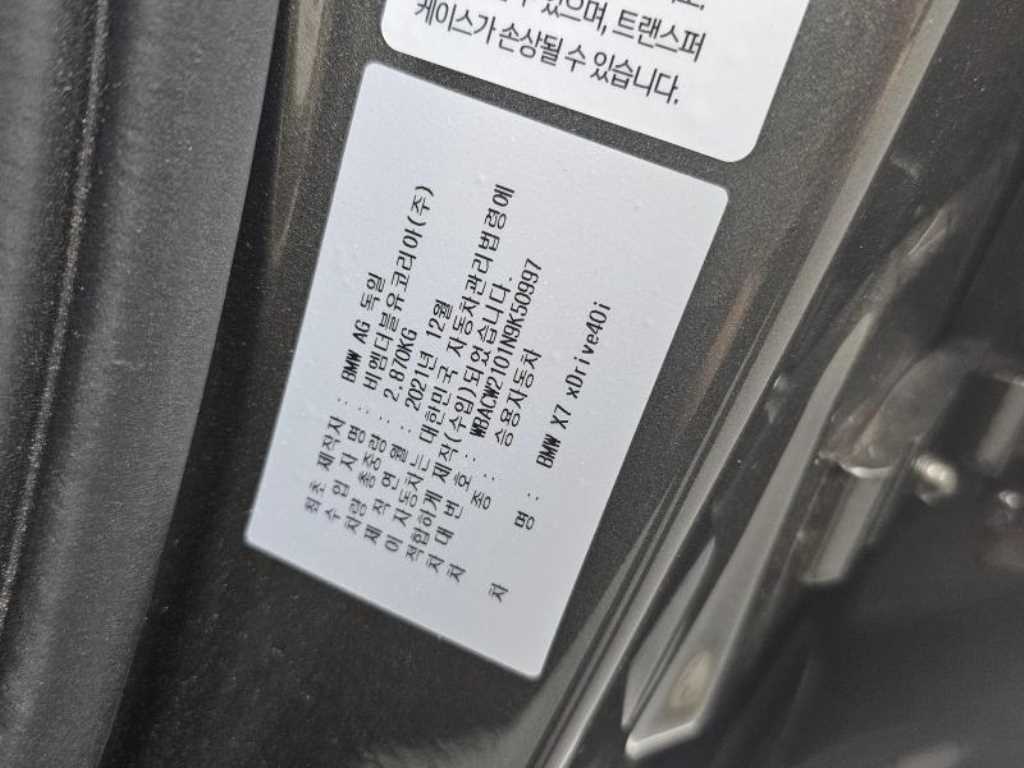 있으며, 트랜스퍼
케이스가 손상될 수 있습니다.
최초 제작자 : BMW AG 독일
수 입 자 명 : 비엠더블유코리아(주)
차량 총중량 : 2.870KG
제 작 연 월 : 2021년 12월
이 자동차는 대한민국 자동차관리법령에
적합하게 제작(수입)되었습니다.
차 대 번 호 : WBACW2101N9K50997
차 종 : 승용자동차
차 명 : BMW X7 xDrive40i